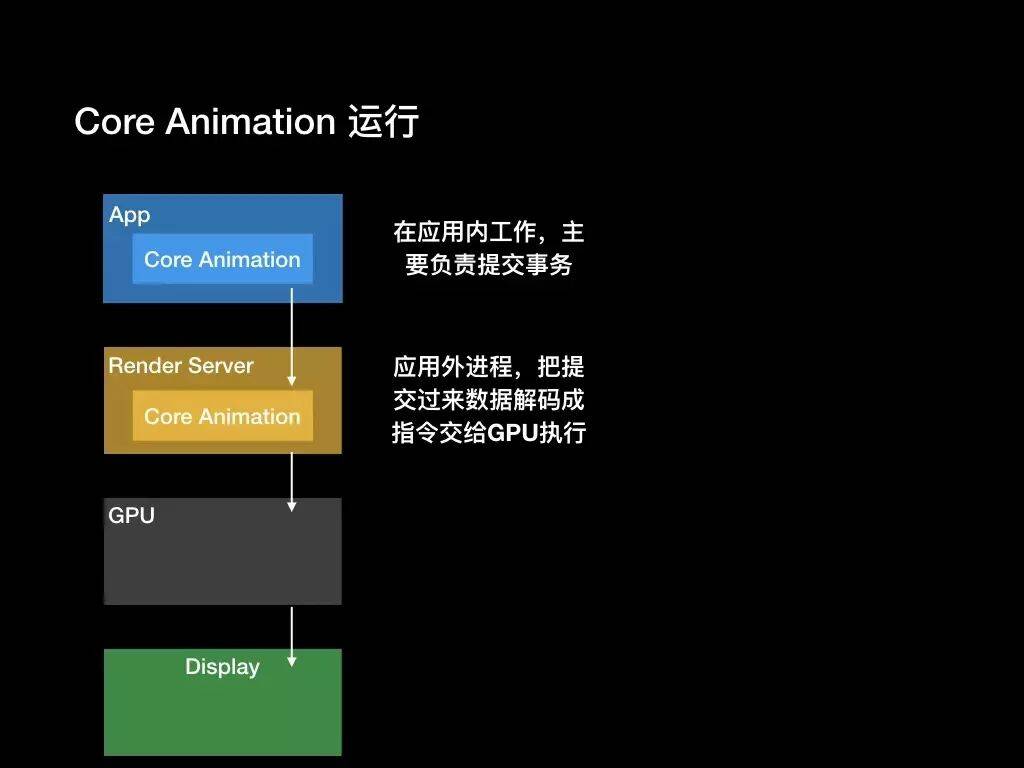 Core Animation 运行
App
Core Animation
在应用内工作，主
要负责提交事务
Render Server
Core Animation
应用外进程，把提
交过来数据解码成
指令交给GPU执行
GPU
Display